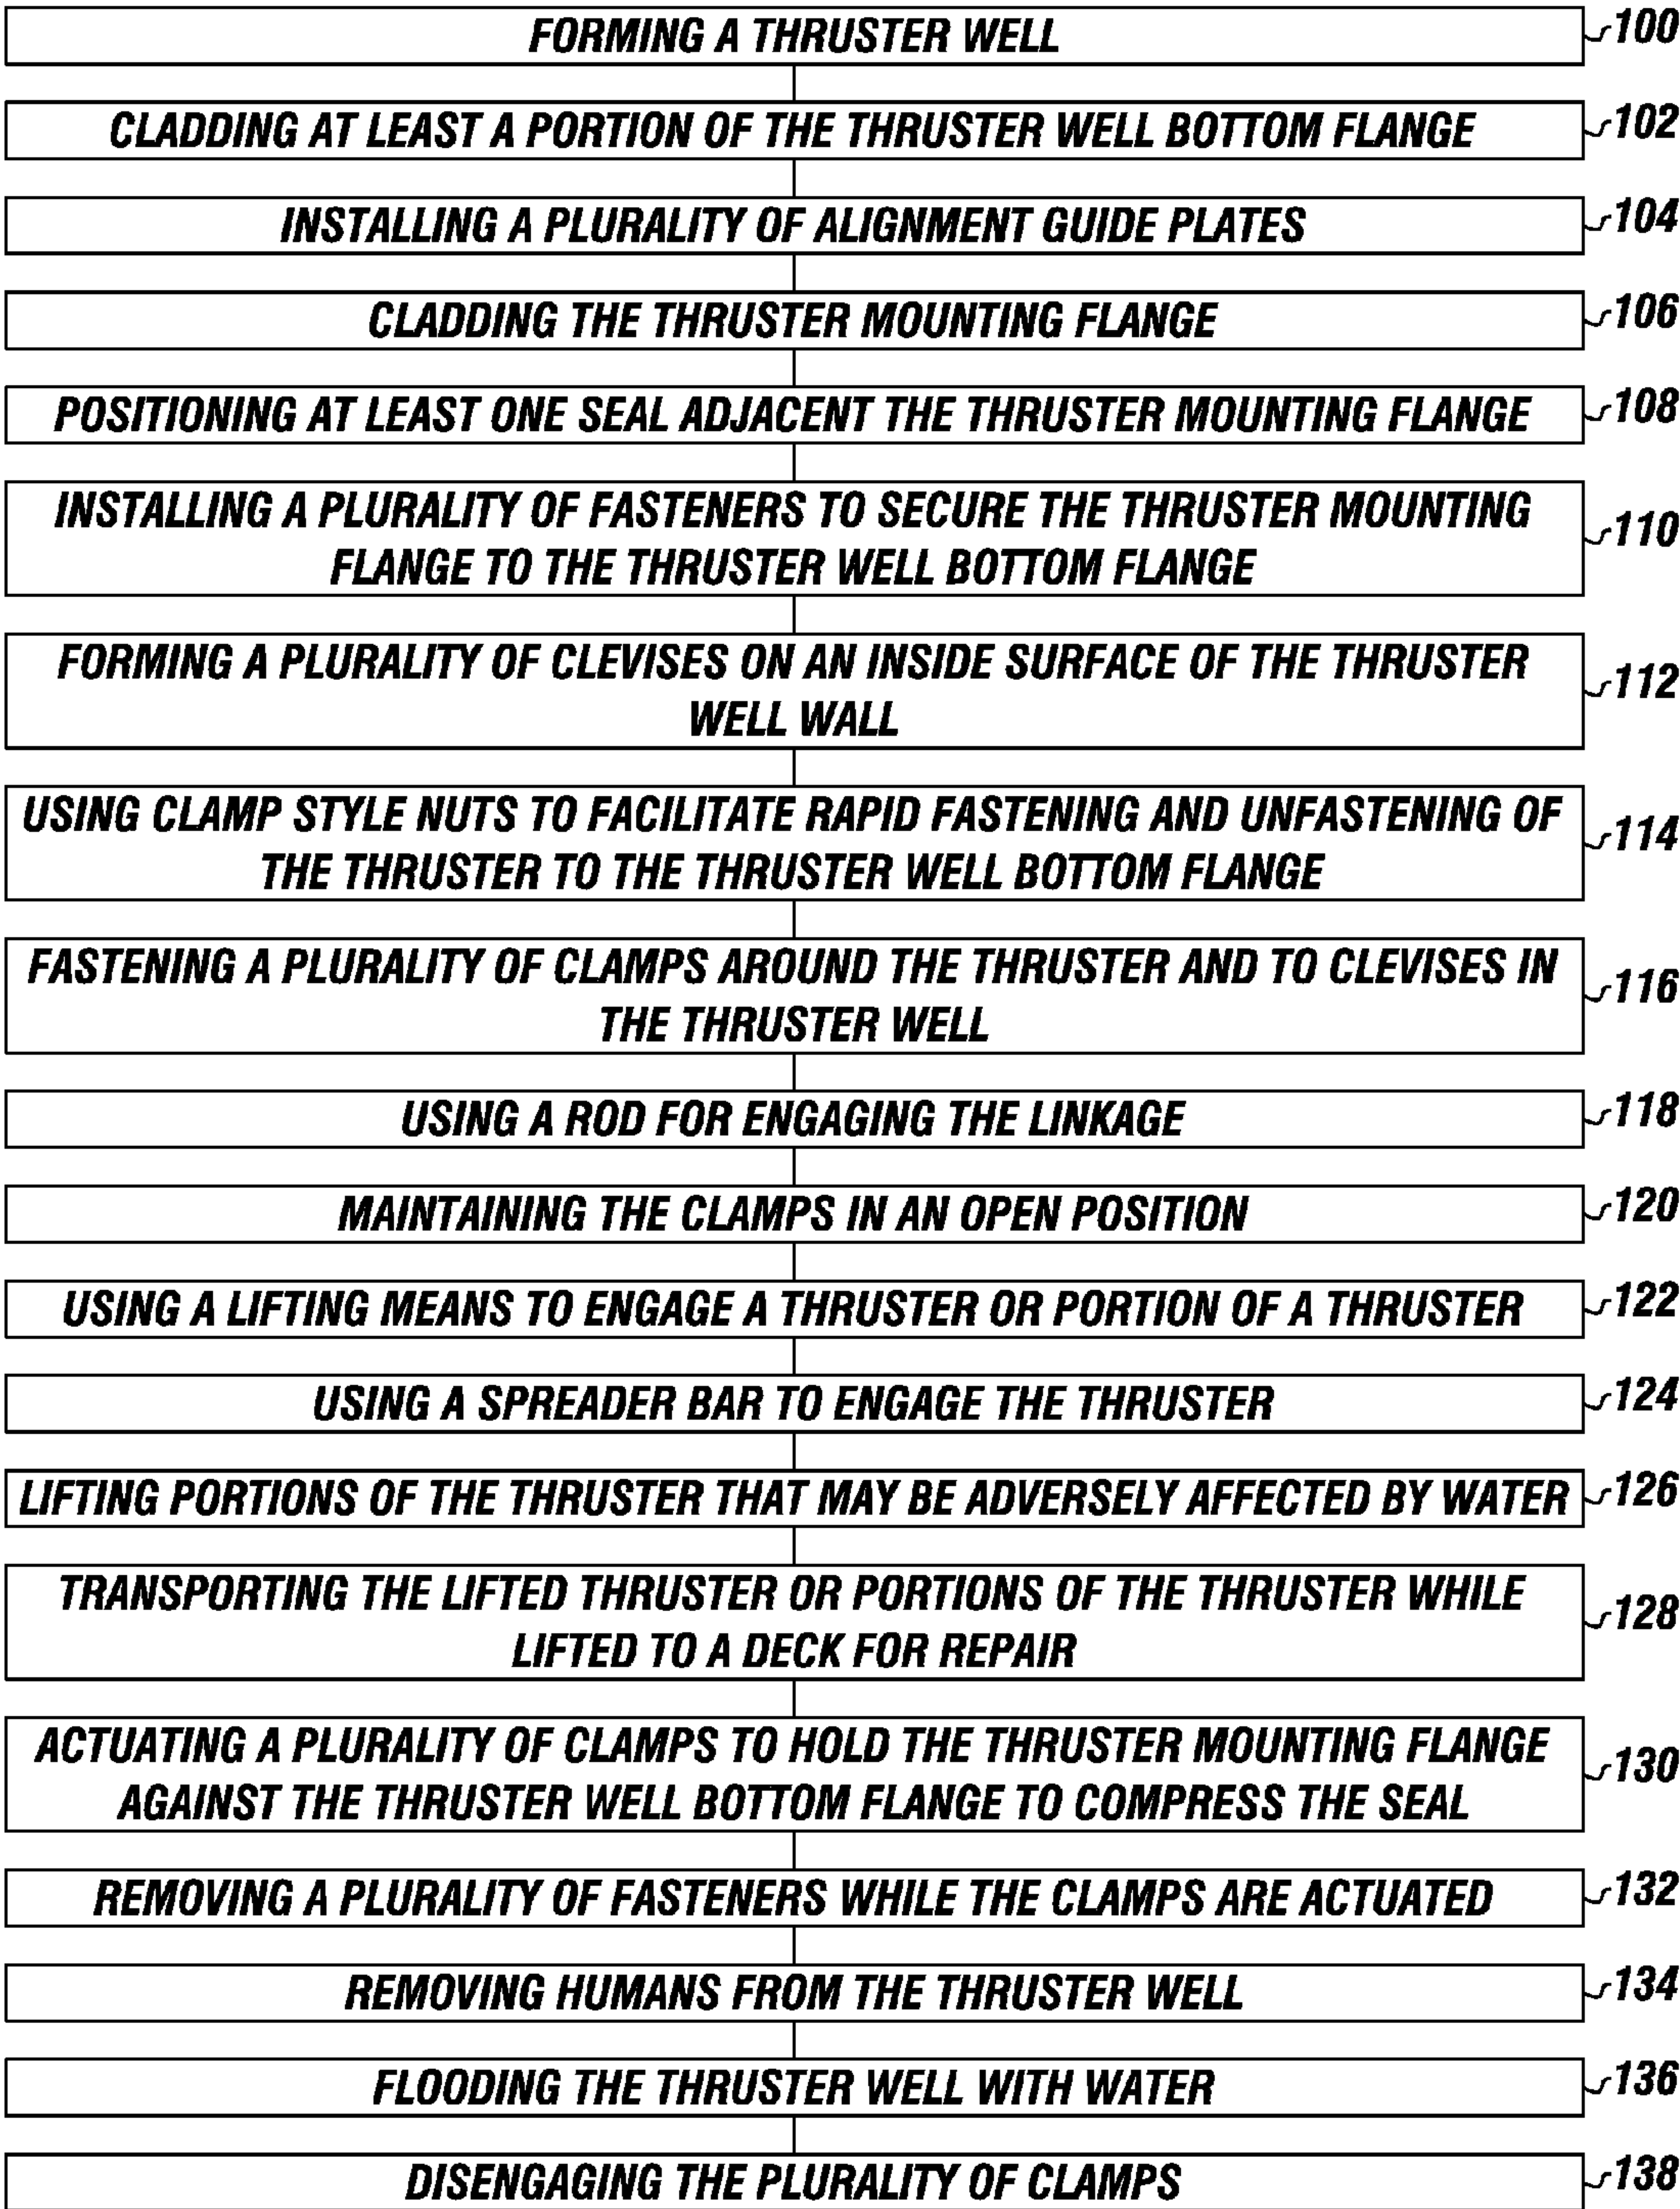 FORMING A THRUSTER WELL 100
CLADDING AT LEAST A PORTION OF THE THRUSTER WELL BOTTOM FLANGE 102
INSTALLING A PLURALITY OF ALIGNMENT GUIDE PLATES 104
CLADDING THE THRUSTER MOUNTING FLANGE 106
POSITIONING AT LEAST ONE SEAL ADJACENT THE THRUSTER MOUNTING FLANGE 108
INSTALLING A PLURALITY OF FASTENERS TO SECURE THE THRUSTER MOUNTING
FLANGE TO THE THRUSTER WELL BOTTOM FLANGE
110
FORMING A PLURALITY OF CLEVISES ON AN INSIDE SURFACE OF THE THRUSTER
WELL WALL
112
USING CLAMP STYLE NUTS TO FACILITATE RAPID FASTENING AND UNFASTENING OF
THE THRUSTER TO THE THRUSTER WELL BOTTOM FLANGE
114
FASTENING A PLURALITY OF CLAMPS AROUND THE THRUSTER AND TO CLEVISES IN
THE THRUSTER WELL
116
USING A ROD FOR ENGAGING THE LINKAGE 118
MAINTAINING THE CLAMPS IN AN OPEN POSITION 120
USING A LIFTING MEANS TO ENGAGE A THRUSTER OR PORTION OF A THRUSTER 122
USING A SPREADER BAR TO ENGAGE THE THRUSTER 124
LIFTING PORTIONS OF THE THRUSTER THAT MAY BE ADVERSELY AFFECTED BY WATER 126
TRANSPORTING THE LIFTED THRUSTER OR PORTIONS OF THE THRUSTER WHILE
LIFTED TO A DECK FOR REPAIR
128
ACTUATING A PLURALITY OF CLAMPS TO HOLD THE THRUSTER MOUNTING FLANGE
AGAINST THE THRUSTER WELL BOTTOM FLANGE TO COMPRESS THE SEAL
130
REMOVING A PLURALITY OF FASTENERS WHILE THE CLAMPS ARE ACTUATED 132
REMOVING HUMANS FROM THE THRUSTER WELL 134
FLOODING THE THRUSTER WELL WITH WATER 136
DISENGAGING THE PLURALITY OF CLAMPS 138